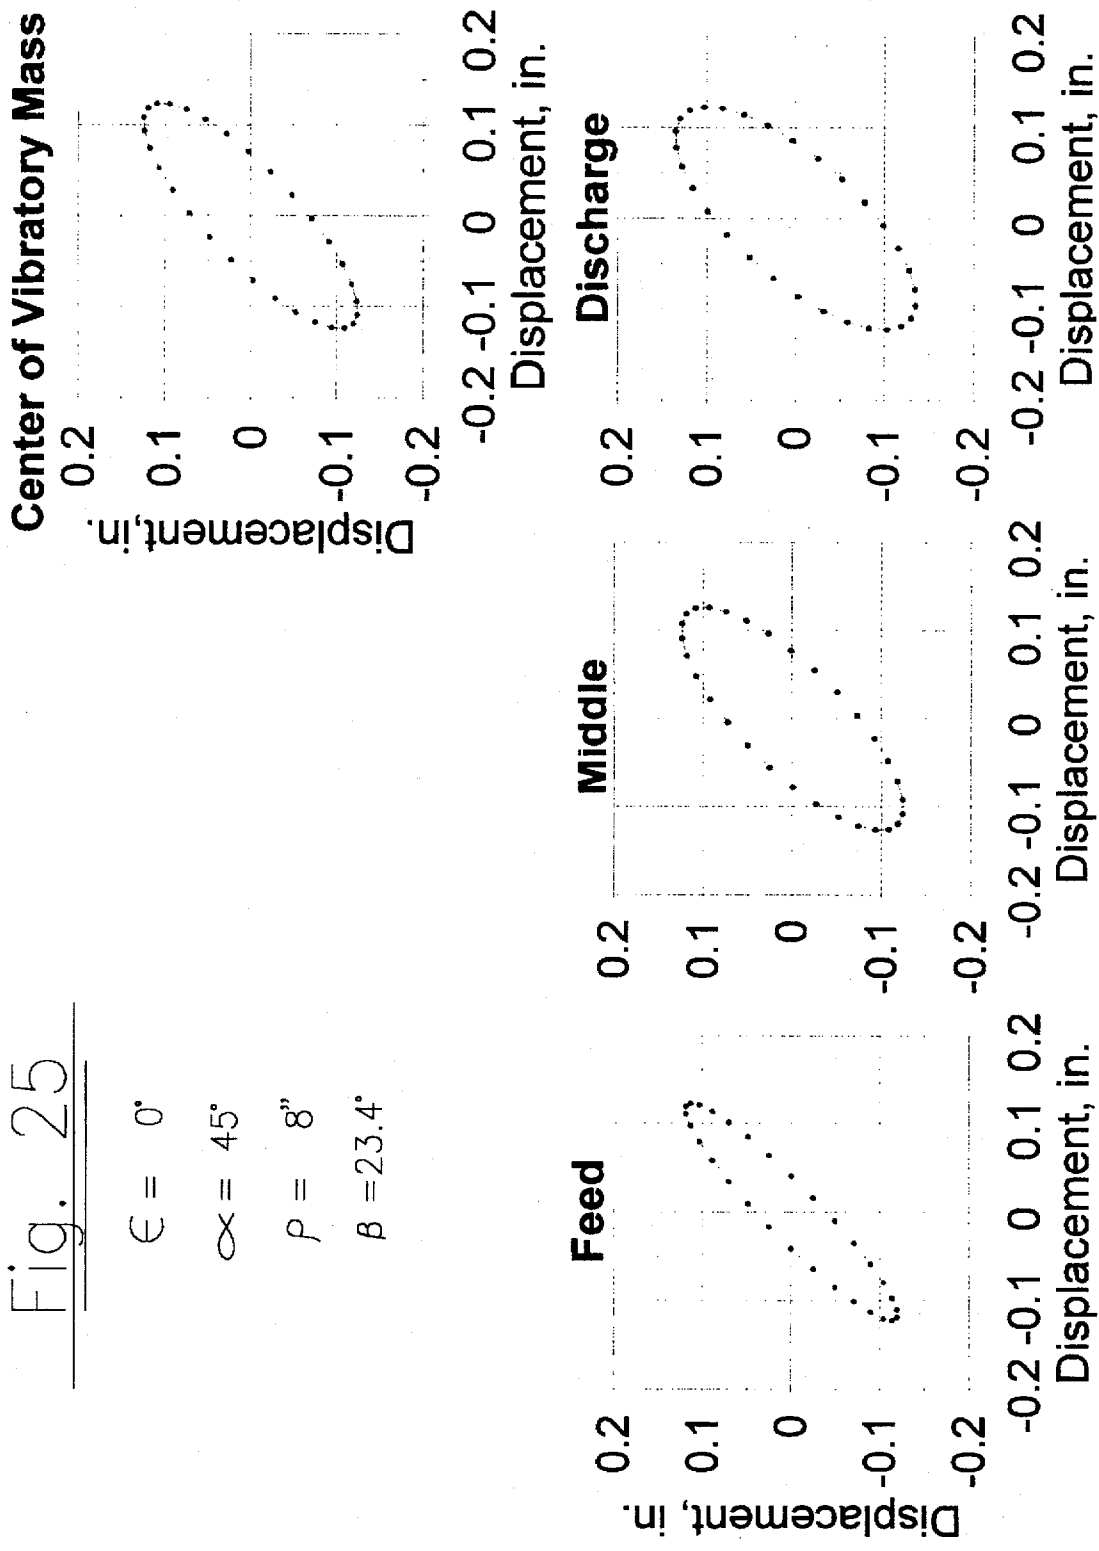 Fig. 25
ϵ = 0°
∝ = 45°
ρ = 8"
β = 23.4°
Center of Vibratory Mass
Displacement,in.
0.2
0.1
0
-0.1
-0.2
-0.2 -0.1 0 0.1 0.2
Displacement, in.
Feed
Displacement, in.
0.2
0.1
0
-0.1
-0.2
-0.2 -0.1 0 0.1 0.2
Displacement, in.
Middle
0.2
0.1
0
-0.1
-0.2
-0.2 -0.1 0 0.1 0.2
Displacement, in.
Discharge
0.2
0.1
0
-0.1
-0.2
-0.2 -0.1 0 0.1 0.2
Displacement, in.